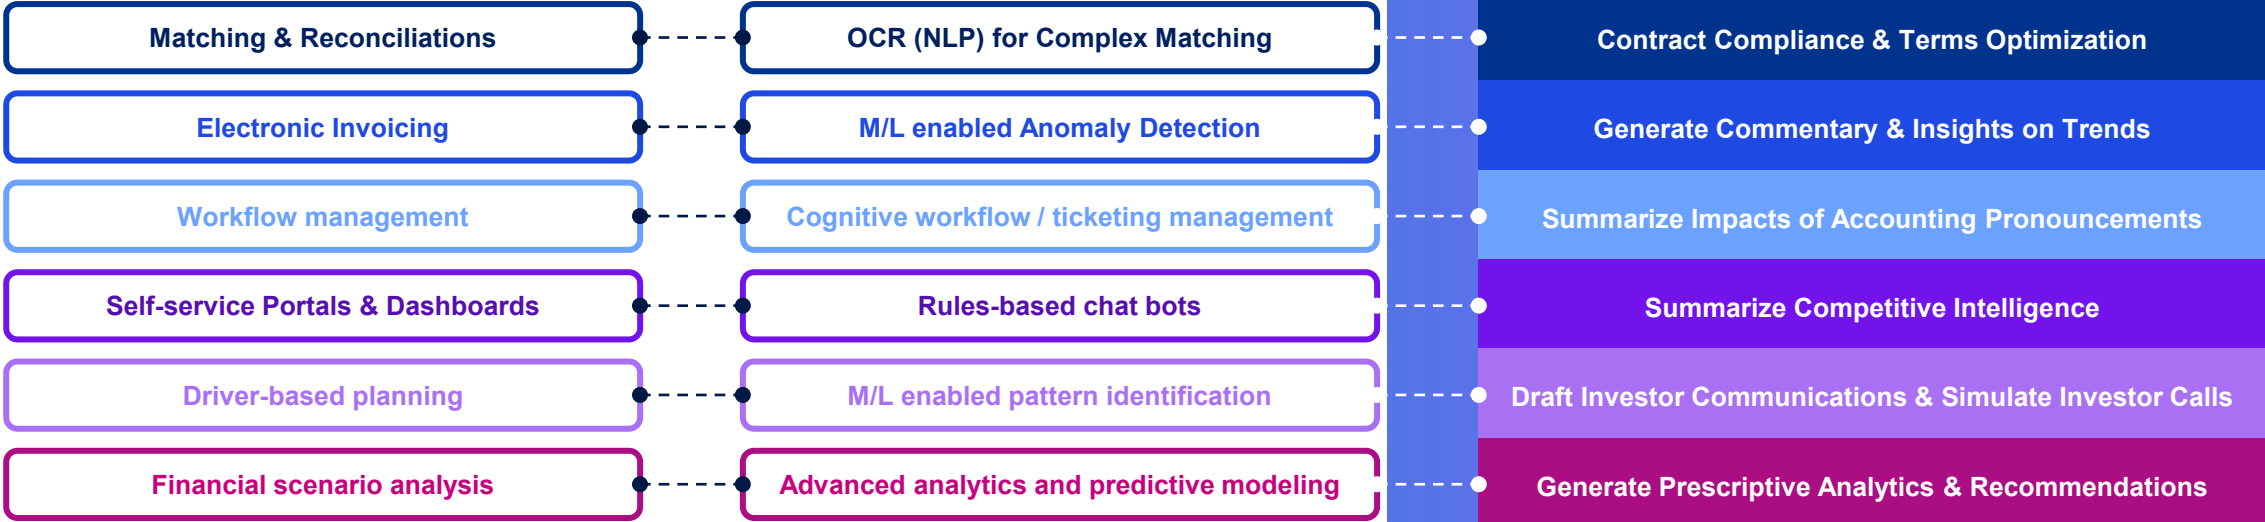 Matching & Reconciliations
OCR (NLP) for Complex Matching
Contract Compliance & Terms Optimization
Electronic Invoicing
M/L enabled Anomaly Detection
Generate Commentary & Insights on Trends
Workflow management
Cognitive workflow / ticketing management
Summarize Impacts of Accounting Pronouncements
Self-service Portals & Dashboards
Rules-based chat bots
Summarize Competitive Intelligence
Driver-based planning
M/L enabled pattern identification
Draft Investor Communications & Simulate Investor Calls
Financial scenario analysis
Advanced analytics and predictive modeling
Generate Prescriptive Analytics & Recommendations